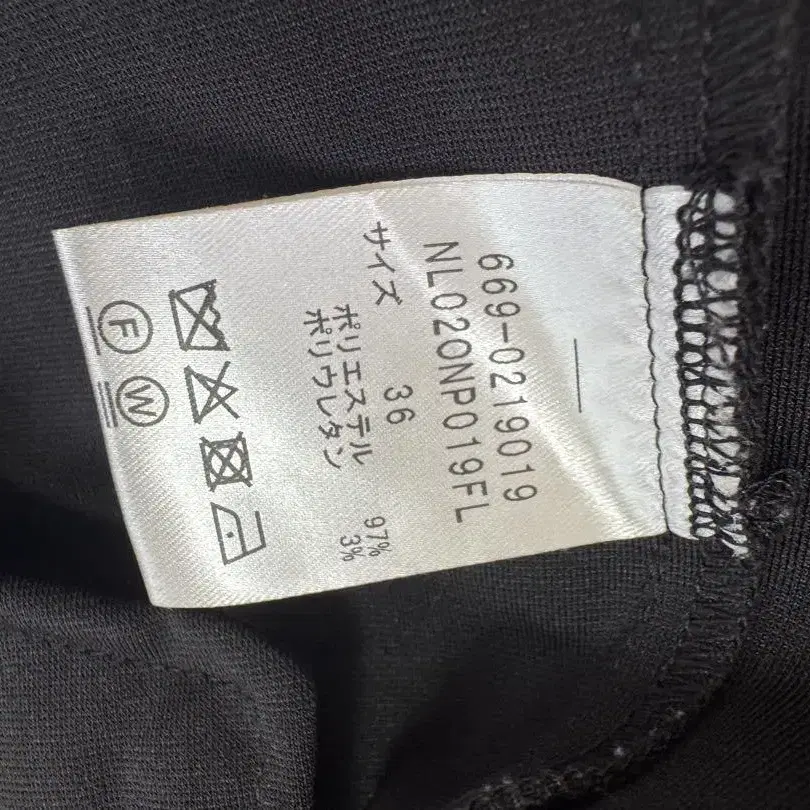 669-0219019
NL020NP019FL
サイズ 36
ポリエステル 97%
ポリウレタン 3%
F
W